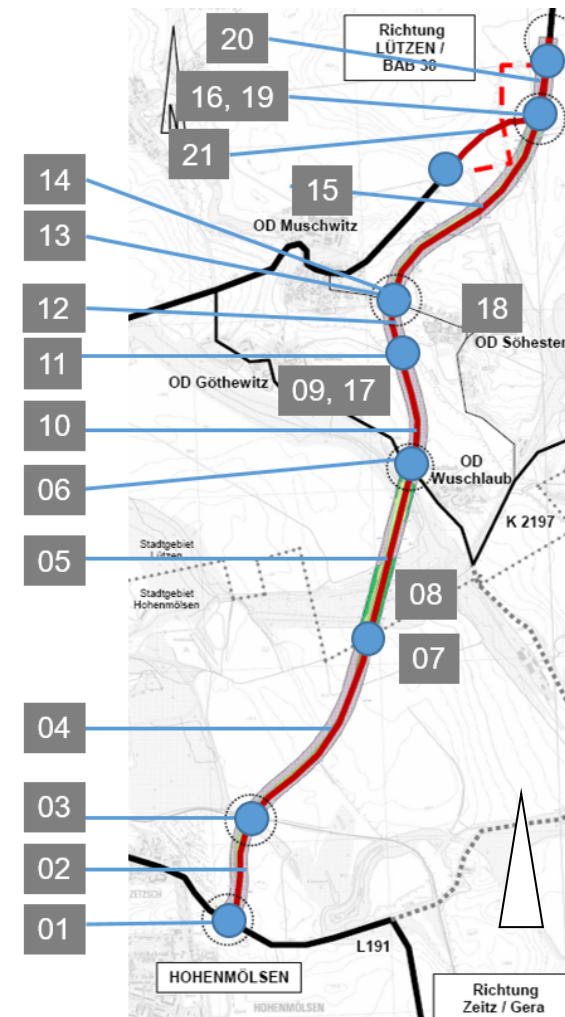 20
Richtung
LÜTZEN /
BAB 38
16, 19
21
14
15
OD Muschwitz
13
12
18
OD Söhesten
11
OD Göthewitz
09, 17
10
OD
Wuschlaub
06
K 2197
Stadtgebiet
Lützen
05
Stadtgebiet
Hohenmölsen
08
07
04
03
02
ZETZSCH
01
L191
HOHENMÖLSEN
Richtung
Zeitz / Gera
HOHENMÖLSEN